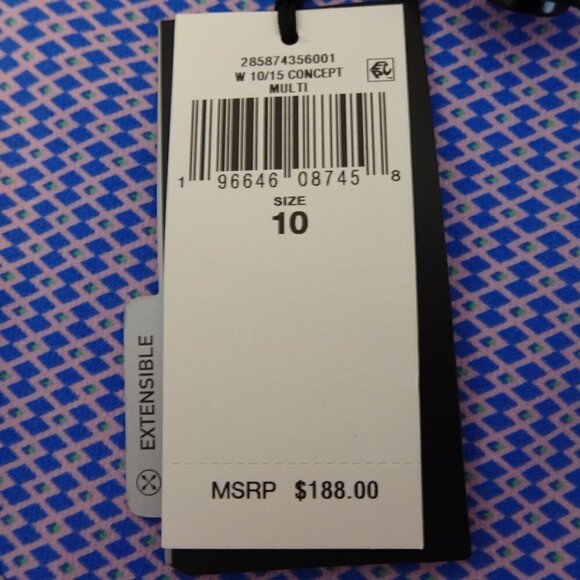 285874356001
W 10/15 CONCEPT
MULTI
1 96646 08745 8
SIZE
10
EXTENSIBLE
MSRP $188.00